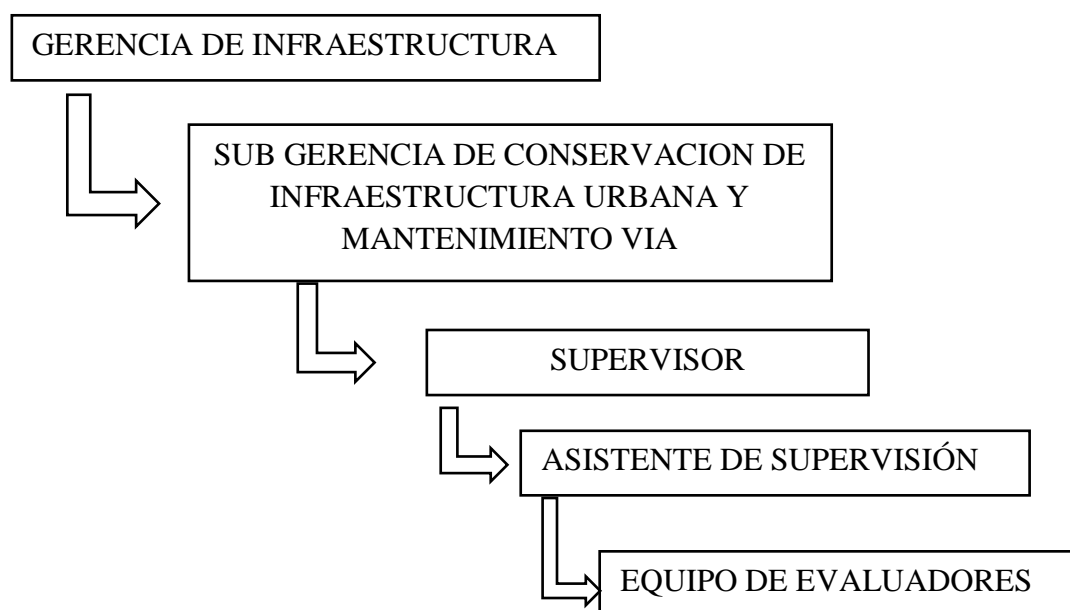 GERENCIA DE INFRAESTRUCTURA
SUB GERENCIA DE CONSERVACION DE
INFRAESTRUCTURA URBANA Y
MANTENIMIENTO VIA
SUPERVISOR
ASISTENTE DE SUPERVISIÓN
EQUIPO DE EVALUADORES